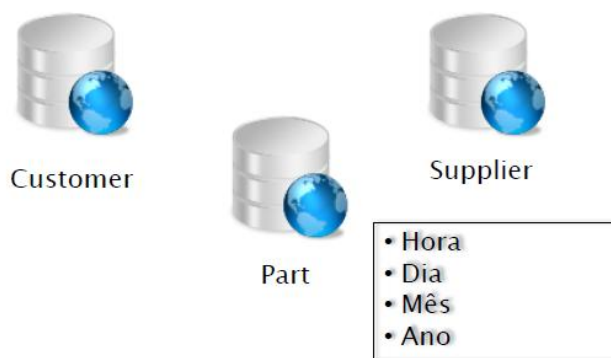 Customer
Supplier
Part
• Hora
• Dia
• Mês
• Ano